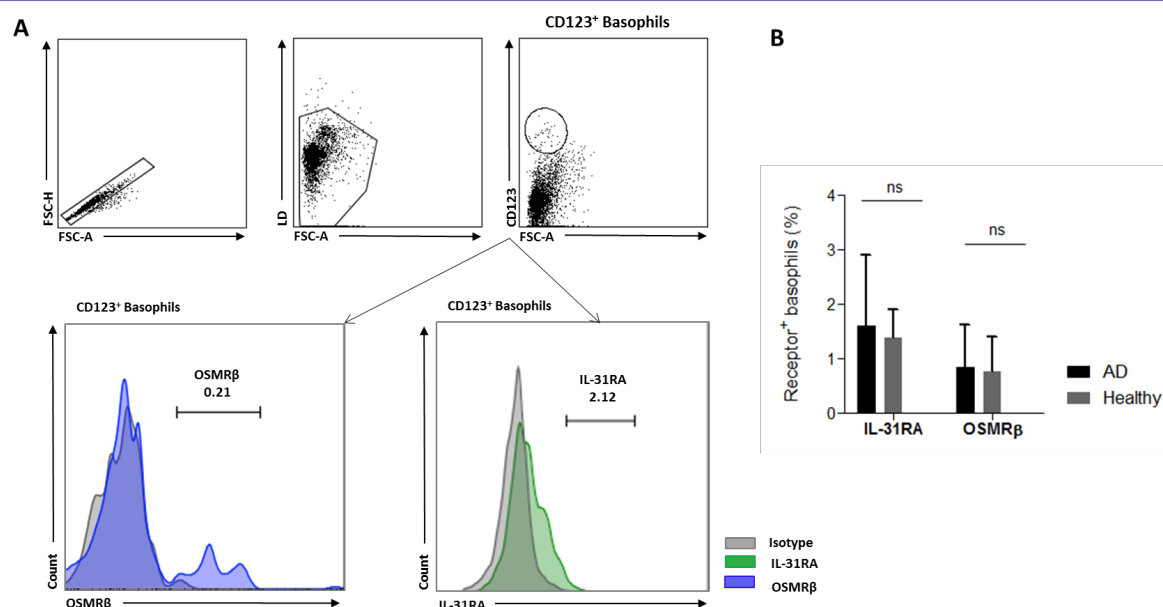 A
CD123⁺ Basophils
B
FSC-H
FSC-A
LD
FSC-A
CD123
FSC-A
CD123⁺ Basophils
OSMRβ
0.21
Count
OSMRβ
CD123⁺ Basophils
IL-31RA
2.12
Count
IL-31RA
Isotype
IL-31RA
OSMRβ
Receptor⁺ basophils (%)
4
3
2
1
0
ns
ns
IL-31RA
OSMRβ
AD
Healthy